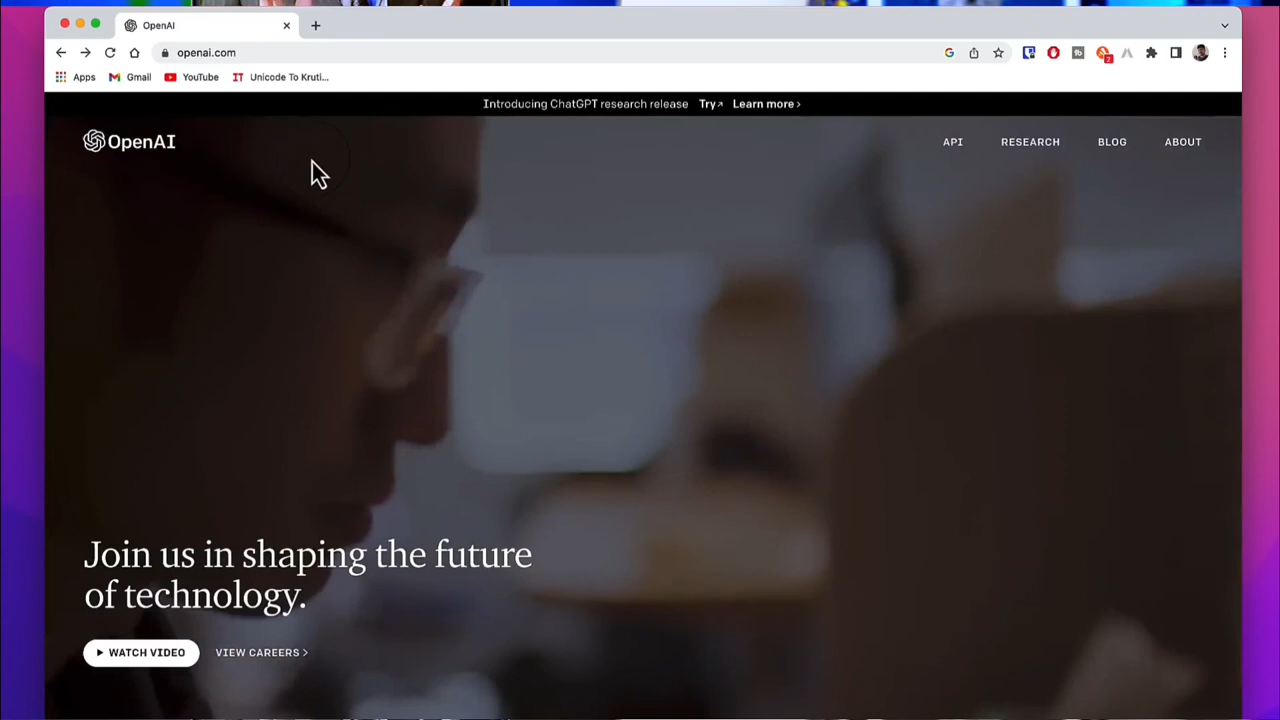 OpenAI
openai.com
2
Apps Gmail YouTube Unicode To Kruti...
Introducing ChatGPT research release Try Learn more
OpenAI API RESEARCH BLOG ABOUT
Join us in shaping the future
of technology.
WATCH VIDEO VIEW CAREERS